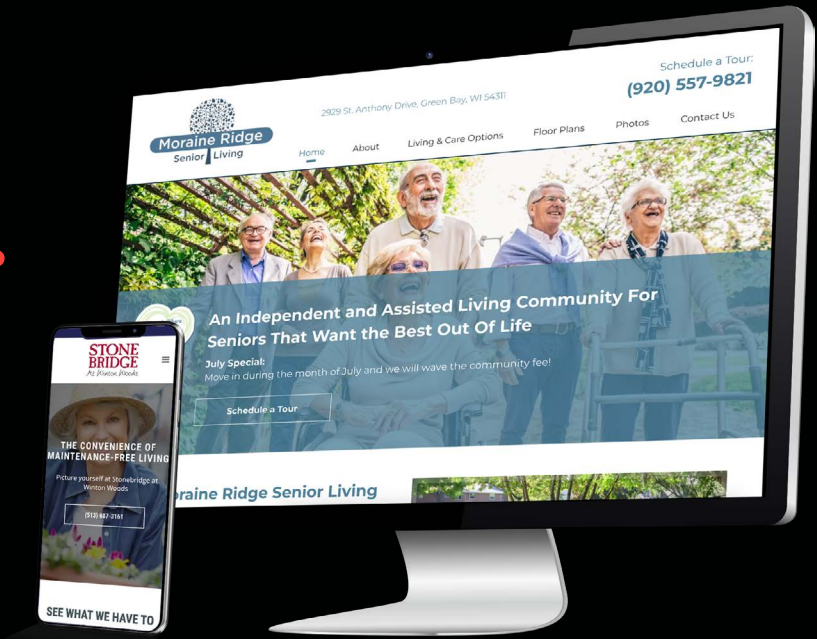 Schedule a Tour:
(920) 557-9821
2929 St. Anthony Drive, Green Bay, WI 54311
Moraine Ridge
Senior Living
Home About Living & Care Options Floor Plans Photos Contact Us
An Independent and Assisted Living Community For
Seniors That Want the Best Out Of Life
July Special:
Move in during the month of July and we will wave the community fee!
Schedule a Tour
oraine Ridge Senior Living
STONE
BRIDGE
At Winton Woods
THE CONVENIENCE OF
MAINTENANCE-FREE LIVING
Picture yourself at Stonebridge at
Winton Woods
(513) 887-3161
SEE WHAT WE HAVE TO